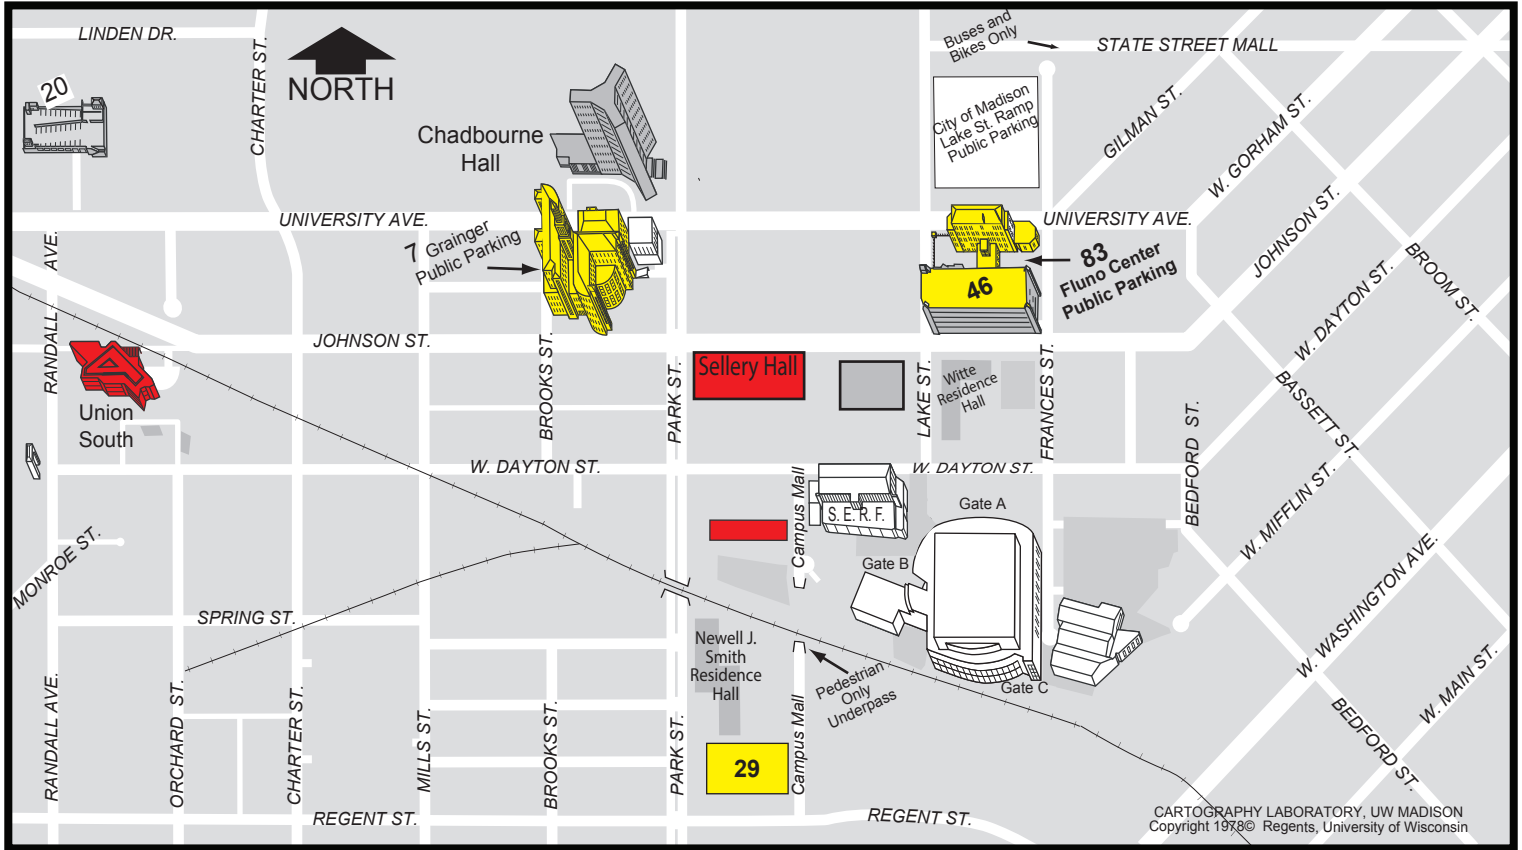 LINDEN DR.
CHARTER ST.
NORTH
20
Chadbourne
Hall
Buses and
Bikes Only
STATE STREET MALL
City of Madison
Lake St. Ramp
Public Parking
GILMAN ST.
W. GORHAM ST.
JOHNSON ST.
UNIVERSITY AVE.
UNIVERSITY AVE.
7 Grainger
Public Parking
83
Fluno Center
Public Parking
46
BROOM ST.
W. DAYTON ST.
RANDALL AVE.
JOHNSON ST.
BROOKS ST.
PARK ST.
Sellery Hall
LAKE ST.
Witte
Residence
Hall
FRANCES ST.
BASSETT ST.
BEDFORD ST.
Union
South
W. DAYTON ST.
W. DAYTON ST.
Campus Mall
S. E. R. F.
Gate A
Gate B
Gate C
W. MIFFLIN ST.
W. WASHINGTON AVE.
MONROE ST.
SPRING ST.
Newell J.
Smith
Residence
Hall
Pedestrian
Only
Underpass
W. MAIN ST.
BEDFORD ST.
RANDALL AVE.
ORCHARD ST.
CHARTER ST.
MILLS ST.
BROOKS ST.
PARK ST.
29
Campus Mall
REGENT ST.
REGENT ST.
CARTOGRAPHY LABORATORY, UW MADISON
Copyright 1978© Regents, University of Wisconsin